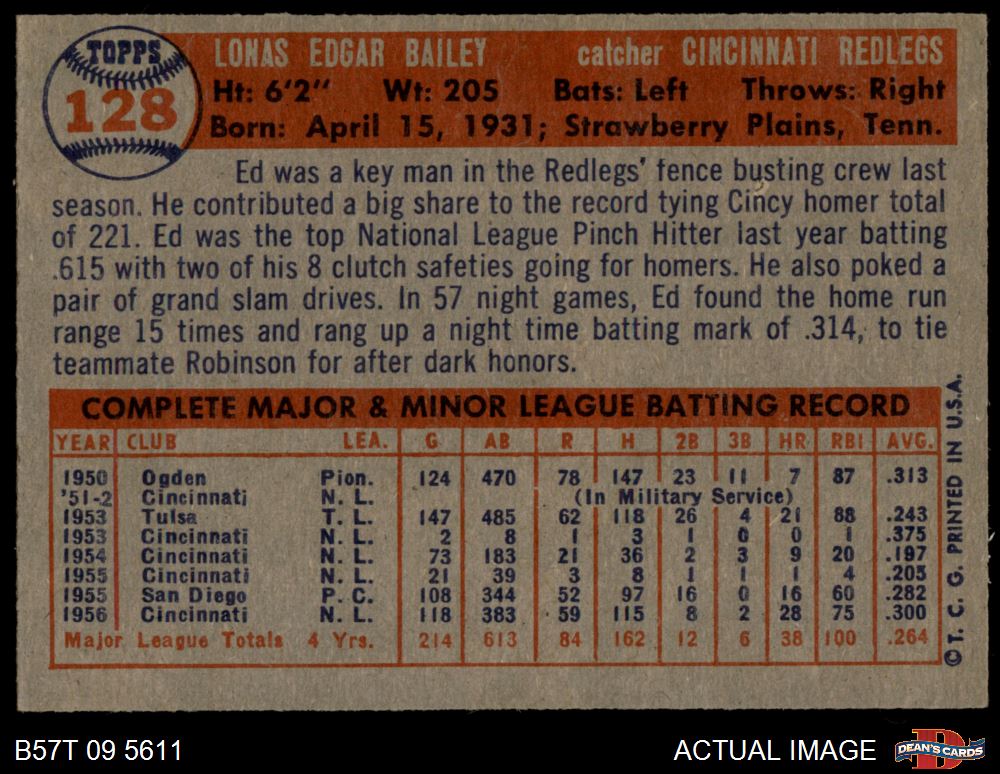 TOPPS
128
LONAS EDGAR BAILEY catcher CINCINNATI REDLEGS
Ht: 6'2" Wt: 205 Bats: Left Throws: Right
Born: April 15, 1931; Strawberry Plains, Tenn.
Ed was a key man in the Redlegs' fence busting crew last
season. He contributed a big share to the record tying Cincy homer total
of 221. Ed was the top National League Pinch Hitter last year batting
.615 with two of his 8 clutch safeties going for homers. He also poked a
pair of grand slam drives. In 57 night games, Ed found the home run
range 15 times and rang up a night time batting mark of .314, to tie
teammate Robinson for after dark honors.
COMPLETE MAJOR & MINOR LEAGUE BATTING RECORD
YEAR CLUB LEA. G AB R H 2B 3B HR RBI AVG.
1950 Ogden Pion. 124 470 78 147 23 11 7 87 .313
'51-2 Cincinnati N. L. (In Military Service)
1953 Tulsa T. L. 147 485 62 118 26 4 21 88 .243
1953 Cincinnati N. L. 2 8 1 3 1 0 0 1 .375
1954 Cincinnati N. L. 73 183 21 36 2 3 9 20 .197
1955 Cincinnati N. L. 21 39 3 8 1 1 1 4 .205
1955 San Diego P. C. 108 344 52 97 16 0 16 60 .282
1956 Cincinnati N. L. 118 383 59 115 8 2 28 75 .300
Major League Totals 4 Yrs. 214 613 84 162 12 6 38 100 .264
© T. C. G. PRINTED IN U.S.A.
B57T 09 5611 ACTUAL IMAGE
DEAN'S CARDS